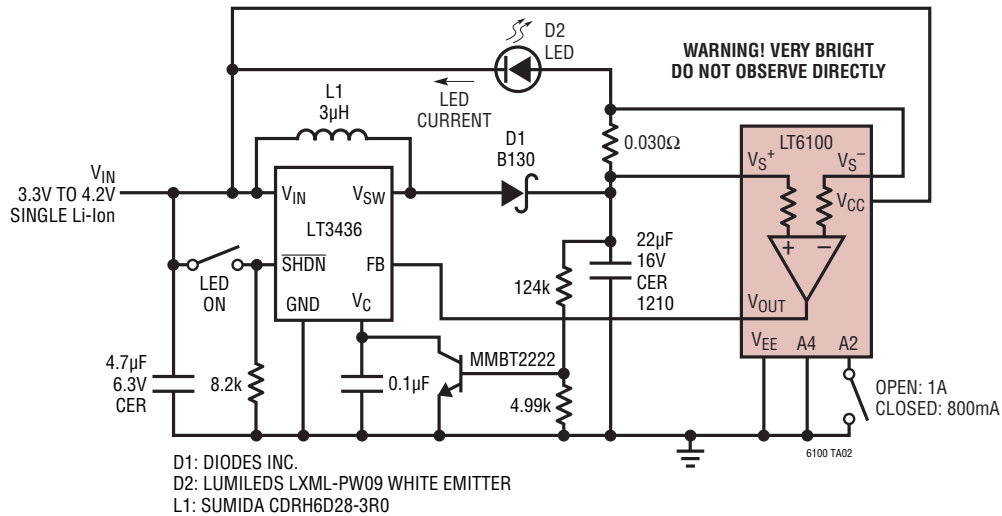 D2
LED
WARNING! VERY BRIGHT
DO NOT OBSERVE DIRECTLY
LED
CURRENT
L1
3µH
D1
B130
0.030Ω
LT6100
VS+
VS–
VCC
VIN
3.3V TO 4.2V
SINGLE Li-Ion
VIN
VSW
LT3436
SHDN
FB
GND
VC
LED
ON
124k
22µF
16V
CER
1210
+
–
VOUT
VEE
A4
A2
4.7µF
6.3V
CER
8.2k
0.1µF
MMBT2222
4.99k
OPEN: 1A
CLOSED: 800mA
6100 TA02
D1: DIODES INC.
D2: LUMILEDS LXML-PW09 WHITE EMITTER
L1: SUMIDA CDRH6D28-3R0